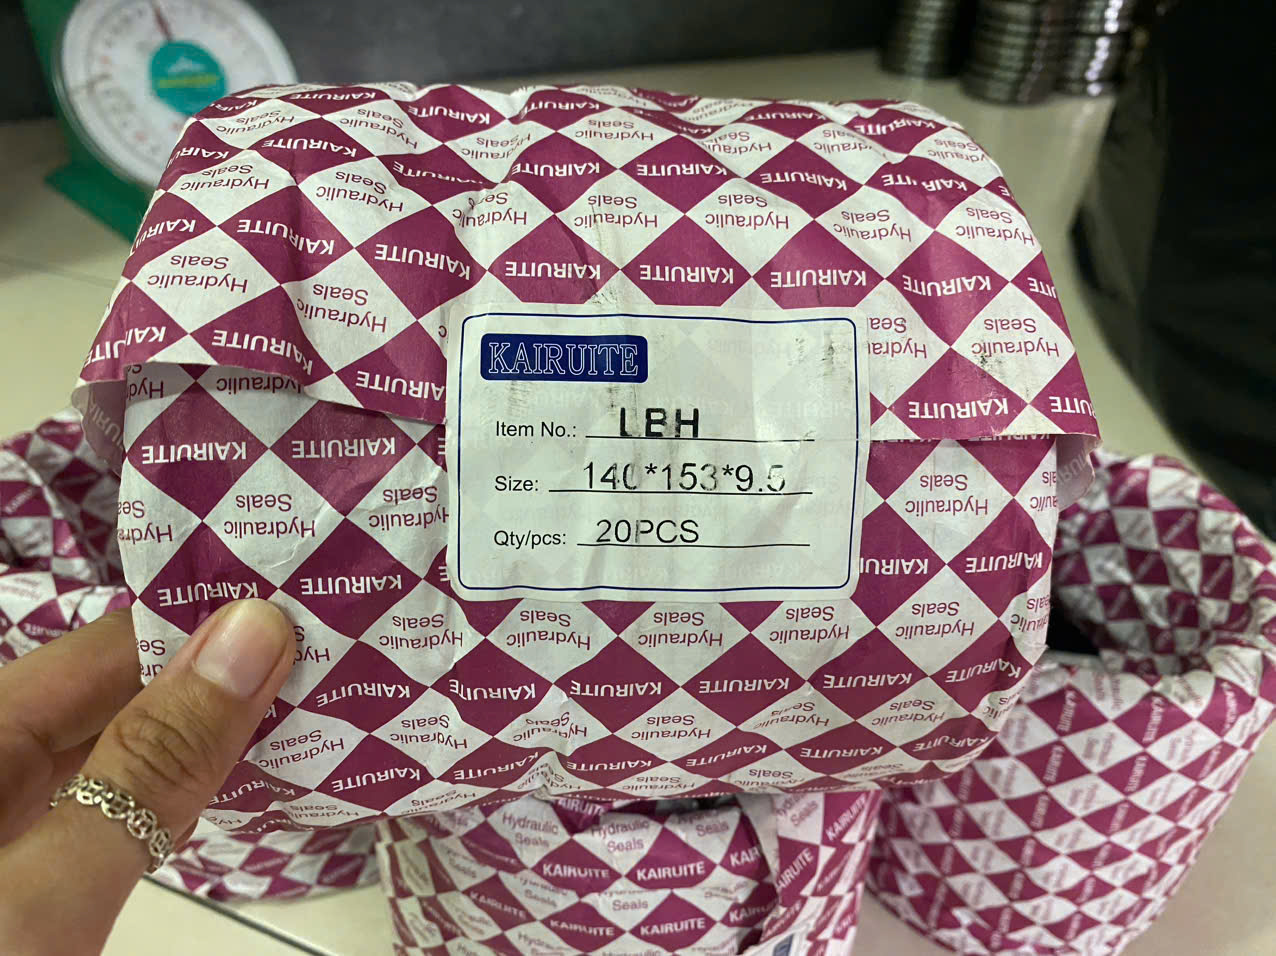 KAIRUITE
Item No.: LBH
Size: 140*153*9.5
Qty/pcs: 20PCS
KAIRUITE
Hydraulic
Seals